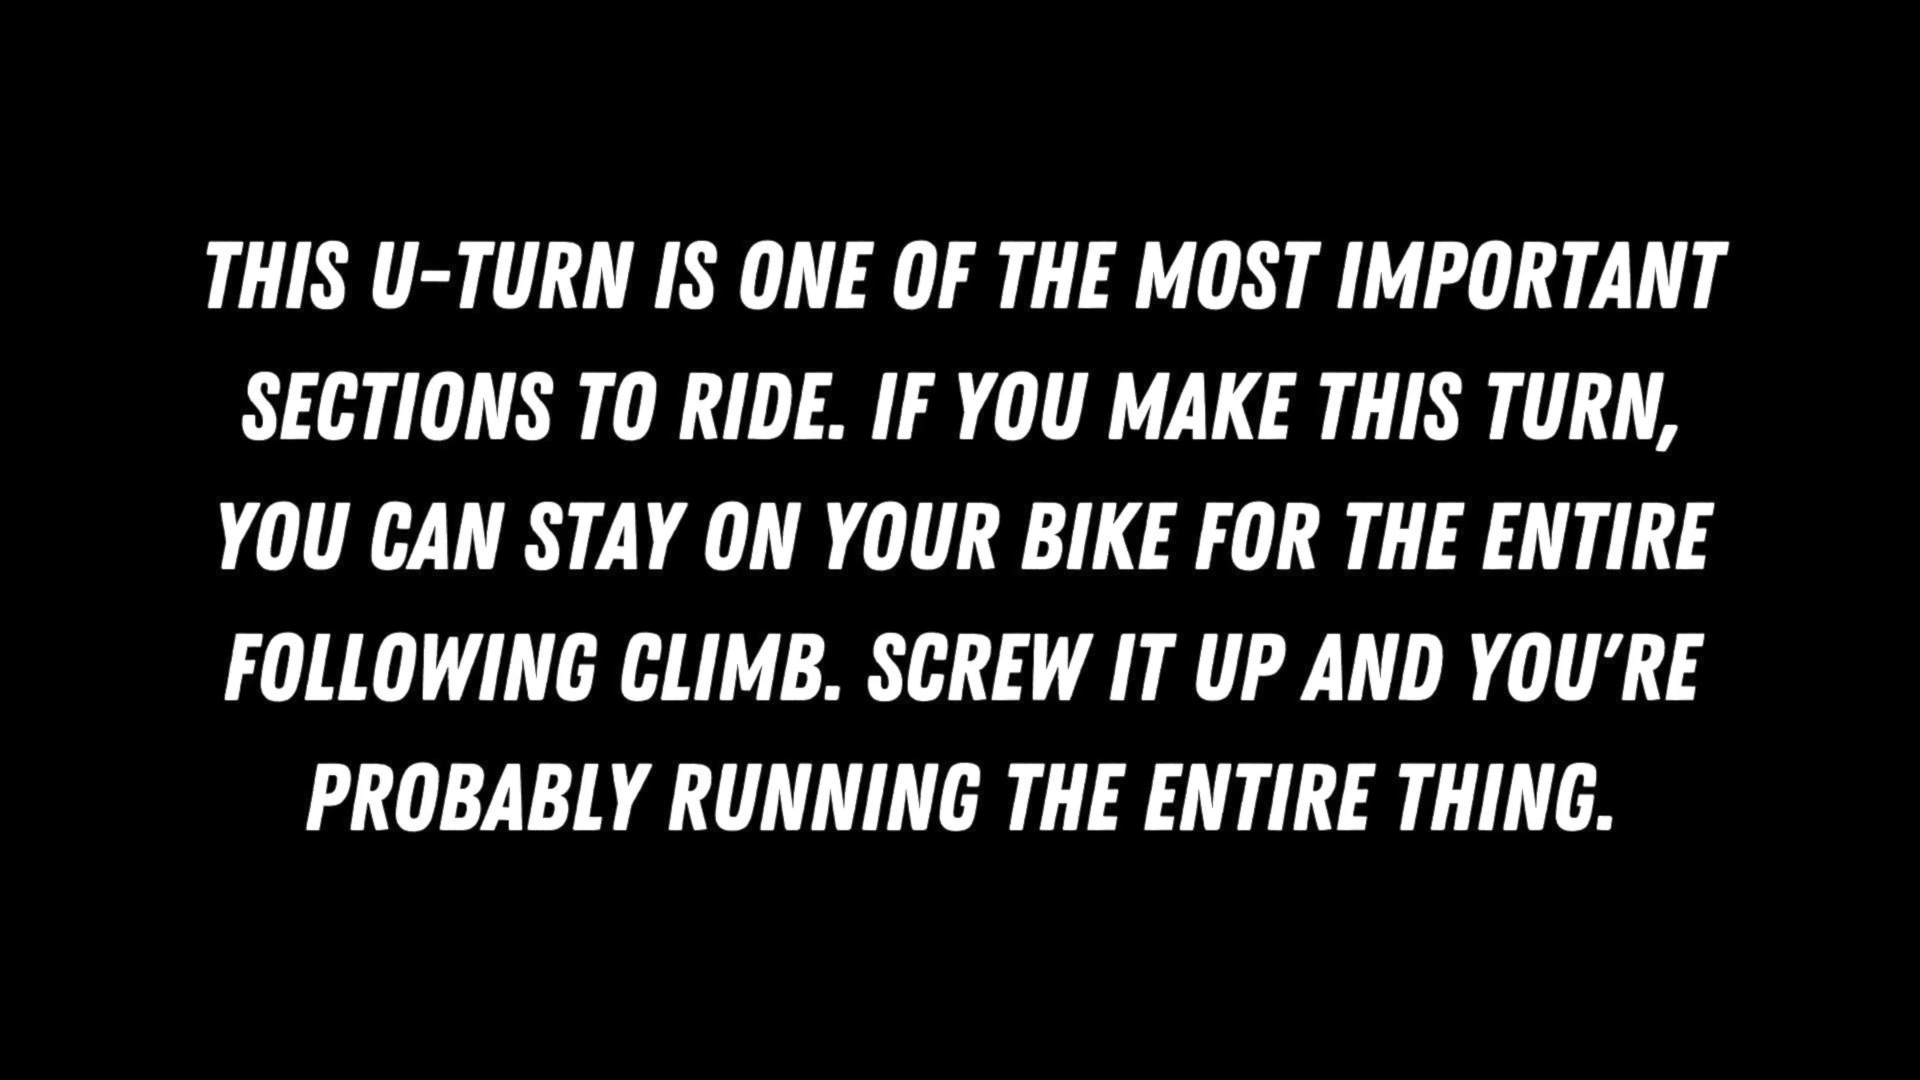 THIS U-TURN IS ONE OF THE MOST IMPORTANT
SECTIONS TO RIDE. IF YOU MAKE THIS TURN,
YOU CAN STAY ON YOUR BIKE FOR THE ENTIRE
FOLLOWING CLIMB. SCREW IT UP AND YOU'RE
PROBABLY RUNNING THE ENTIRE THING.